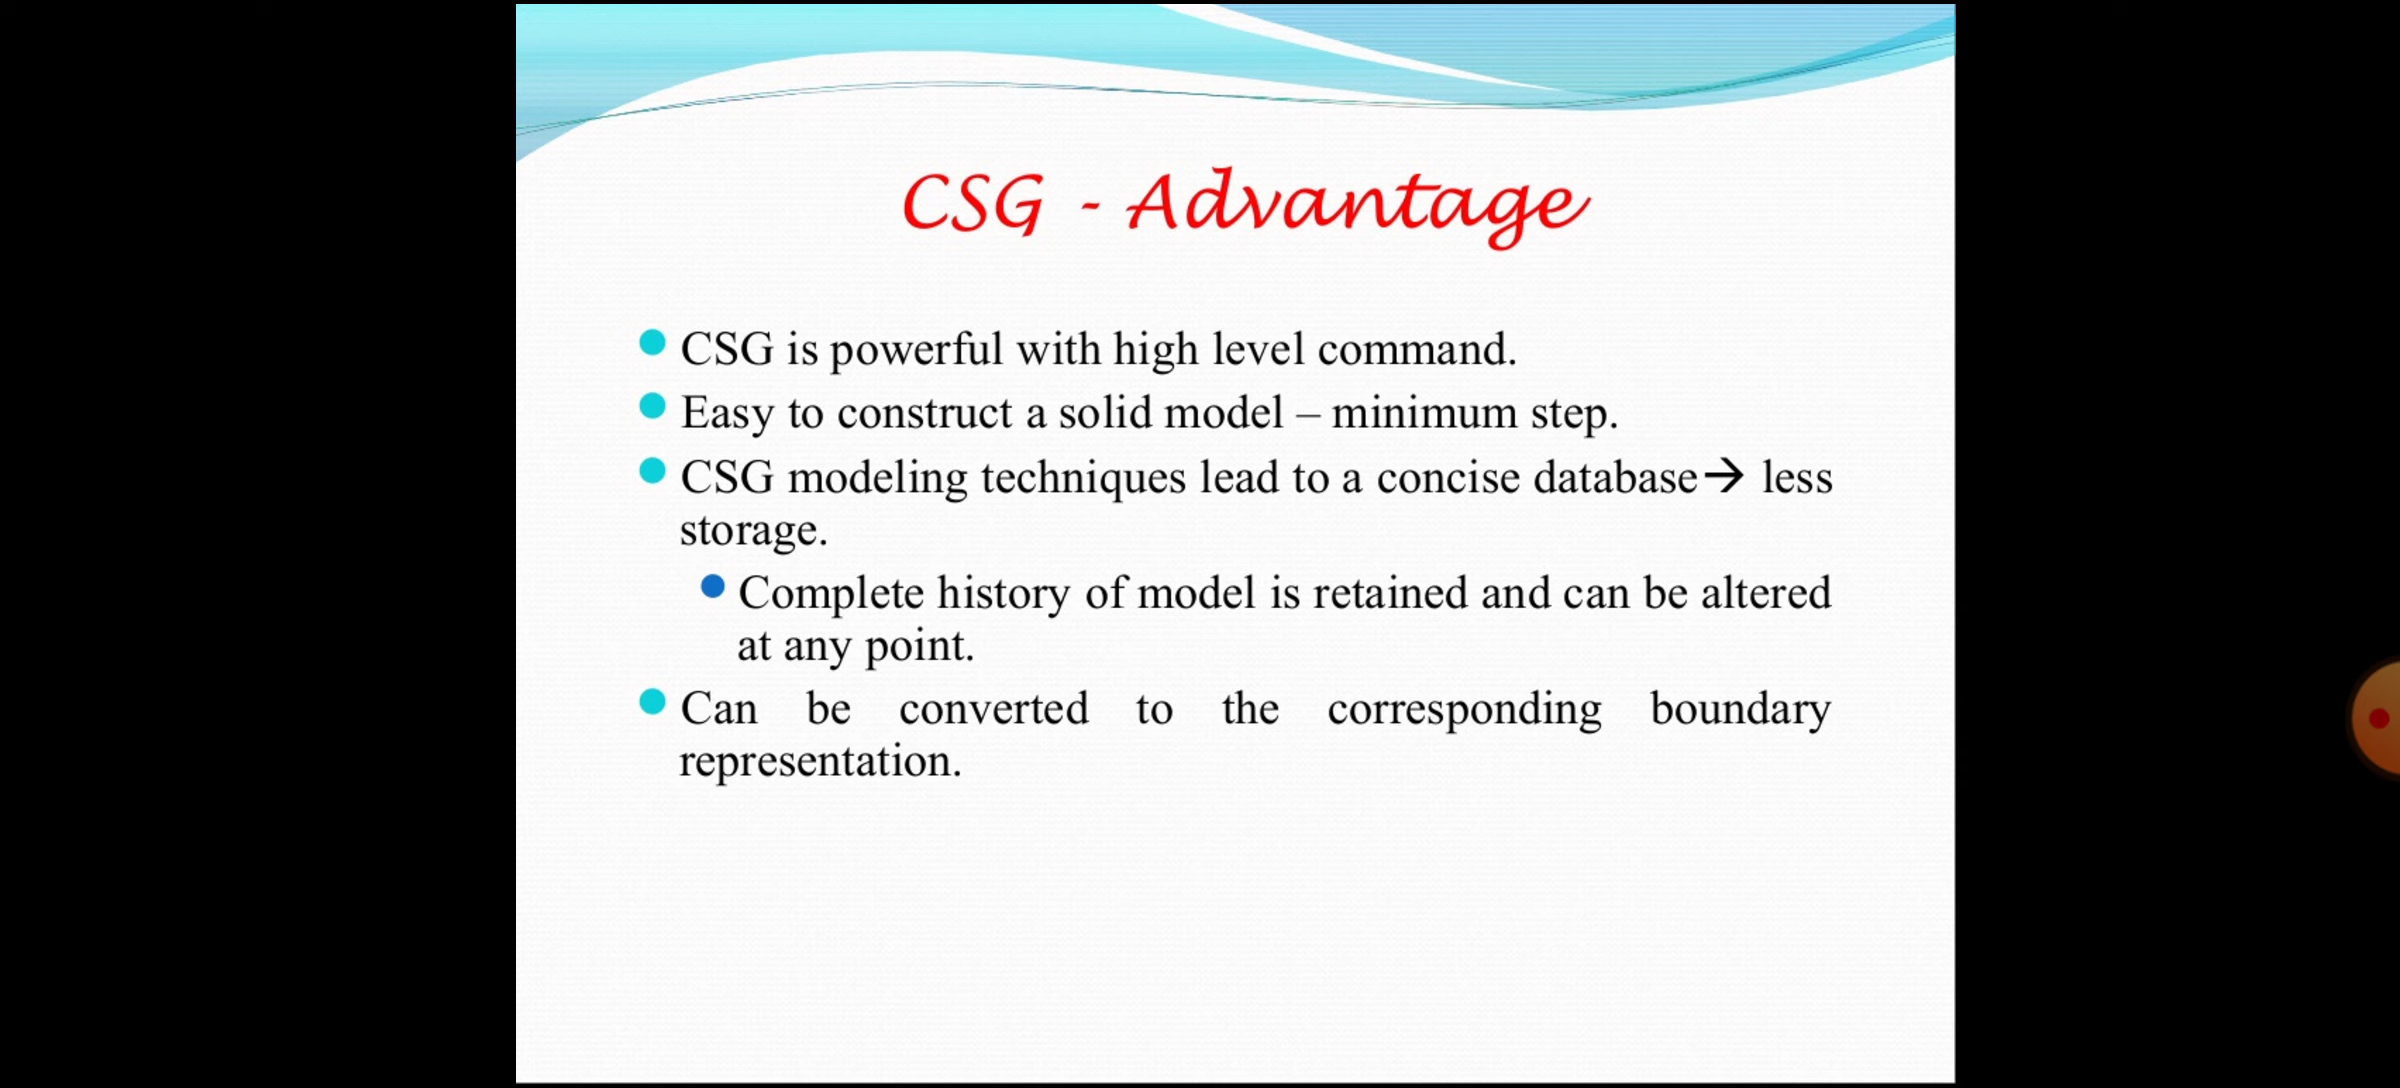 CSG - Advantage
CSG is powerful with high level command.
Easy to construct a solid model – minimum step.
CSG modeling techniques lead to a concise database→ less
storage.
Complete history of model is retained and can be altered
at any point.
Can be converted to the corresponding boundary
representation.